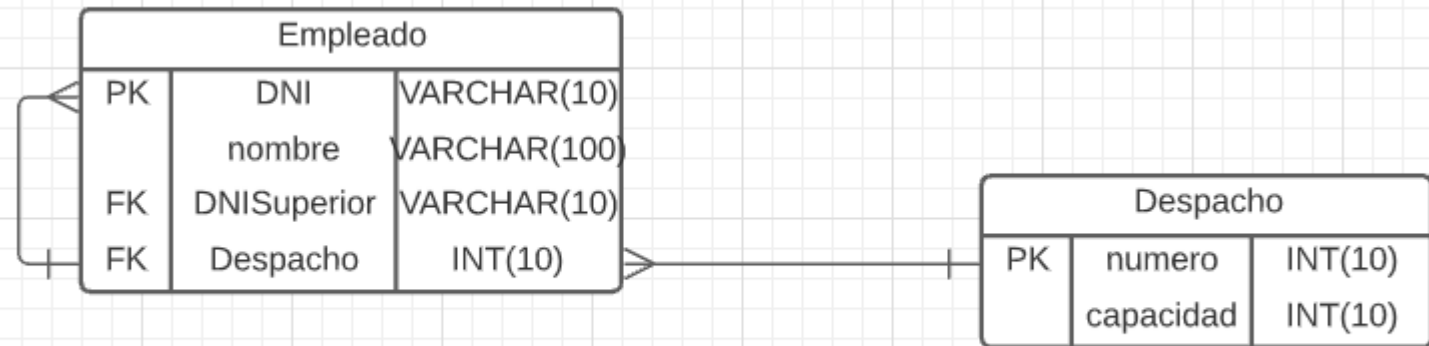 Empleado
PK DNI VARCHAR(10)
nombre VARCHAR(100)
FK DNISuperior VARCHAR(10)
FK Despacho INT(10)
Despacho
PK numero INT(10)
capacidad INT(10)